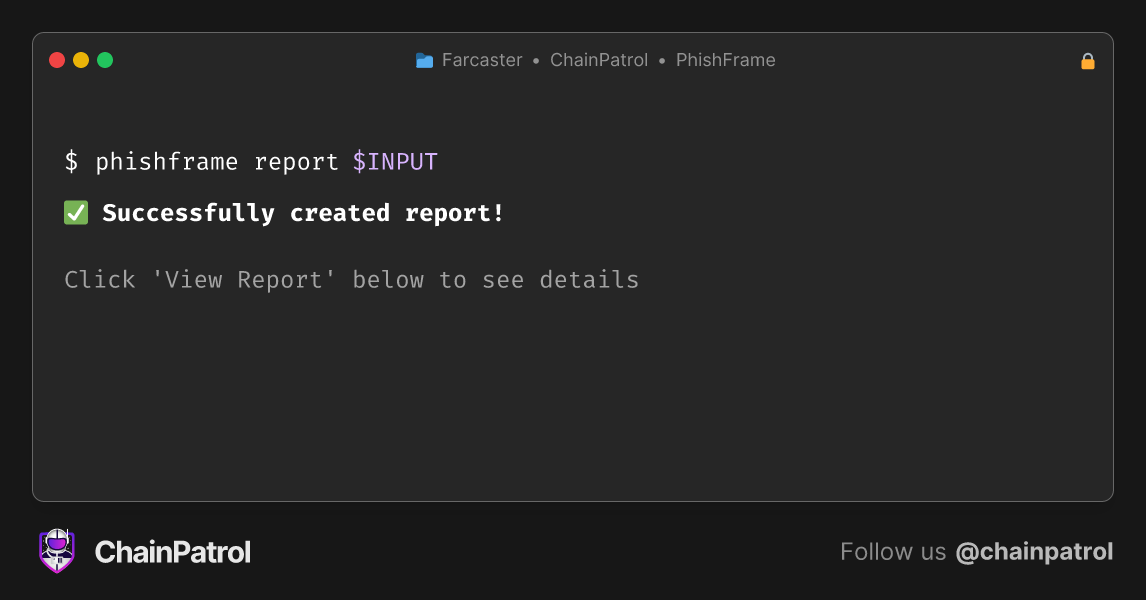 Farcaster • ChainPatrol • PhishFrame
$ phishframe report $INPUT
✅ Successfully created report!
Click 'View Report' below to see details
ChainPatrol
Follow us @chainpatrol